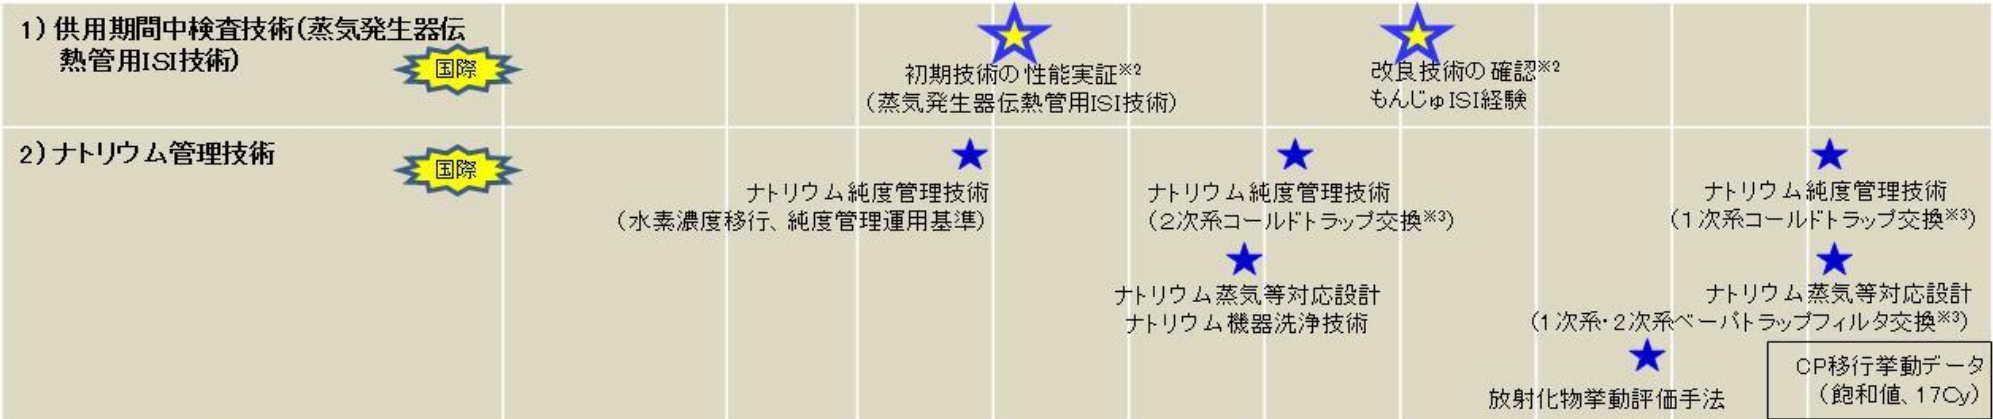 1) 供用期間中検査技術(蒸気発生器伝
熱管用ISI技術)
国際
初期技術の性能実証※2
(蒸気発生器伝熱管用ISI技術)
改良技術の確認※2
もんじゅISI経験
2) ナトリウム管理技術
国際
ナトリウム純度管理技術
(水素濃度移行、純度管理運用基準)
ナトリウム純度管理技術
(2次系コールドトラップ交換※3)
ナトリウム純度管理技術
(1次系コールドトラップ交換※3)
ナトリウム蒸気等対応設計
ナトリウム機器洗浄技術
ナトリウム蒸気等対応設計
(1次系・2次系ベーパトラップフィルタ交換※3)
放射化物挙動評価手法
CP移行挙動データ
(飽和値、17Cy)